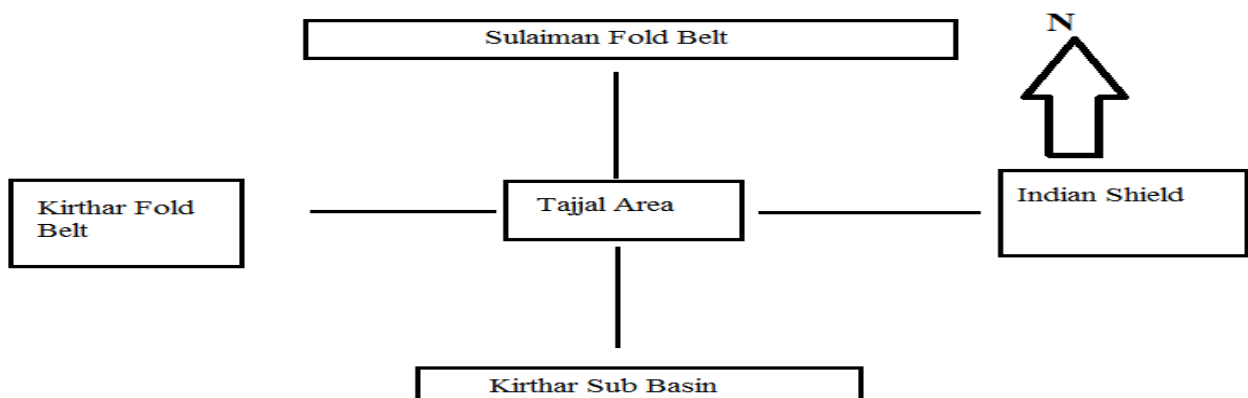 N
Sulaiman Fold Belt
Kirthar Fold
Belt
Tajjal Area
Indian Shield
Kirthar Sub Basin